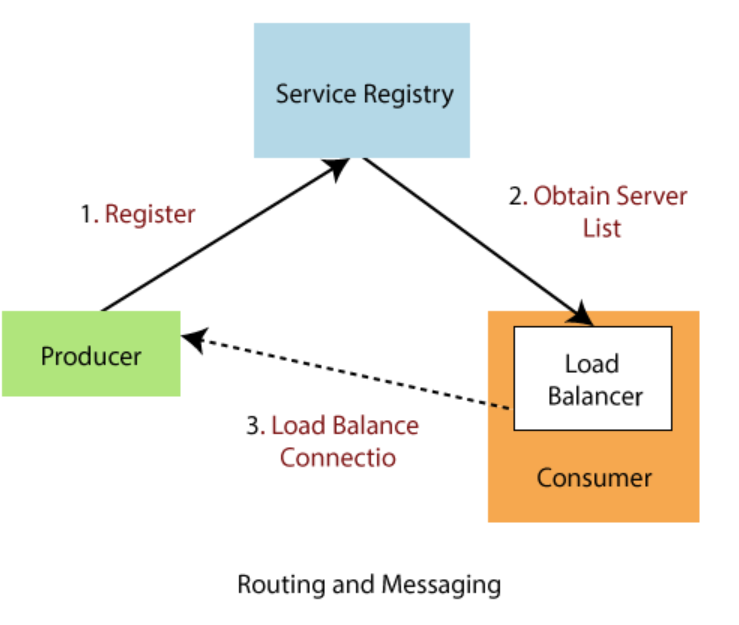 Service Registry
1. Register
2. Obtain Server
List
Producer
Load
Balancer
3. Load Balance
Connectio
Consumer
Routing and Messaging